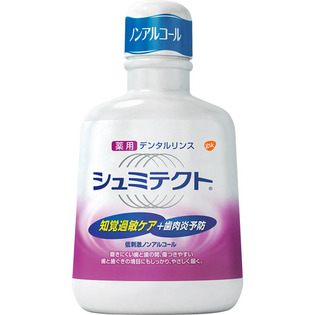 ノンアルコール
薬用 デンタルリンス
gsk
シュミテクト®
知覚過敏ケア+歯肉炎予防
低刺激ノンアルコール
磨きにくい歯と歯の間、傷つきやすい
歯と歯ぐきの境目にもしっかり、やさしく届く。